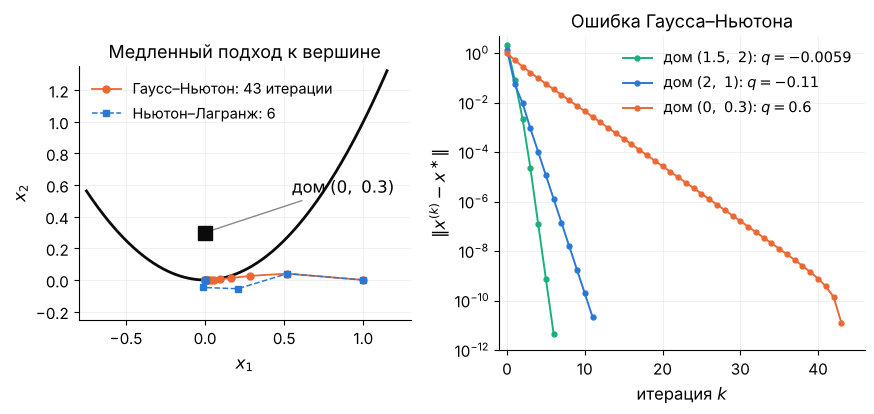 Медленный подход к вершине
Гаусс–Ньютон: 43 итерации
Ньютон–Лагранж: 6
дом (0, 0.3)
1.2
1.0
0.8
0.6
0.4
0.2
0.0
−0.2
x₂
−0.5
0.0
0.5
1.0
x₁
Ошибка Гаусса–Ньютона
дом (1.5, 2): q = −0.0059
дом (2, 1): q = −0.11
дом (0, 0.3): q = 0.6
10⁰
10⁻²
10⁻⁴
10⁻⁶
10⁻⁸
10⁻¹⁰
10⁻¹²
‖x⁽ᵏ⁾ − x*‖
0
10
20
30
40
итерация k